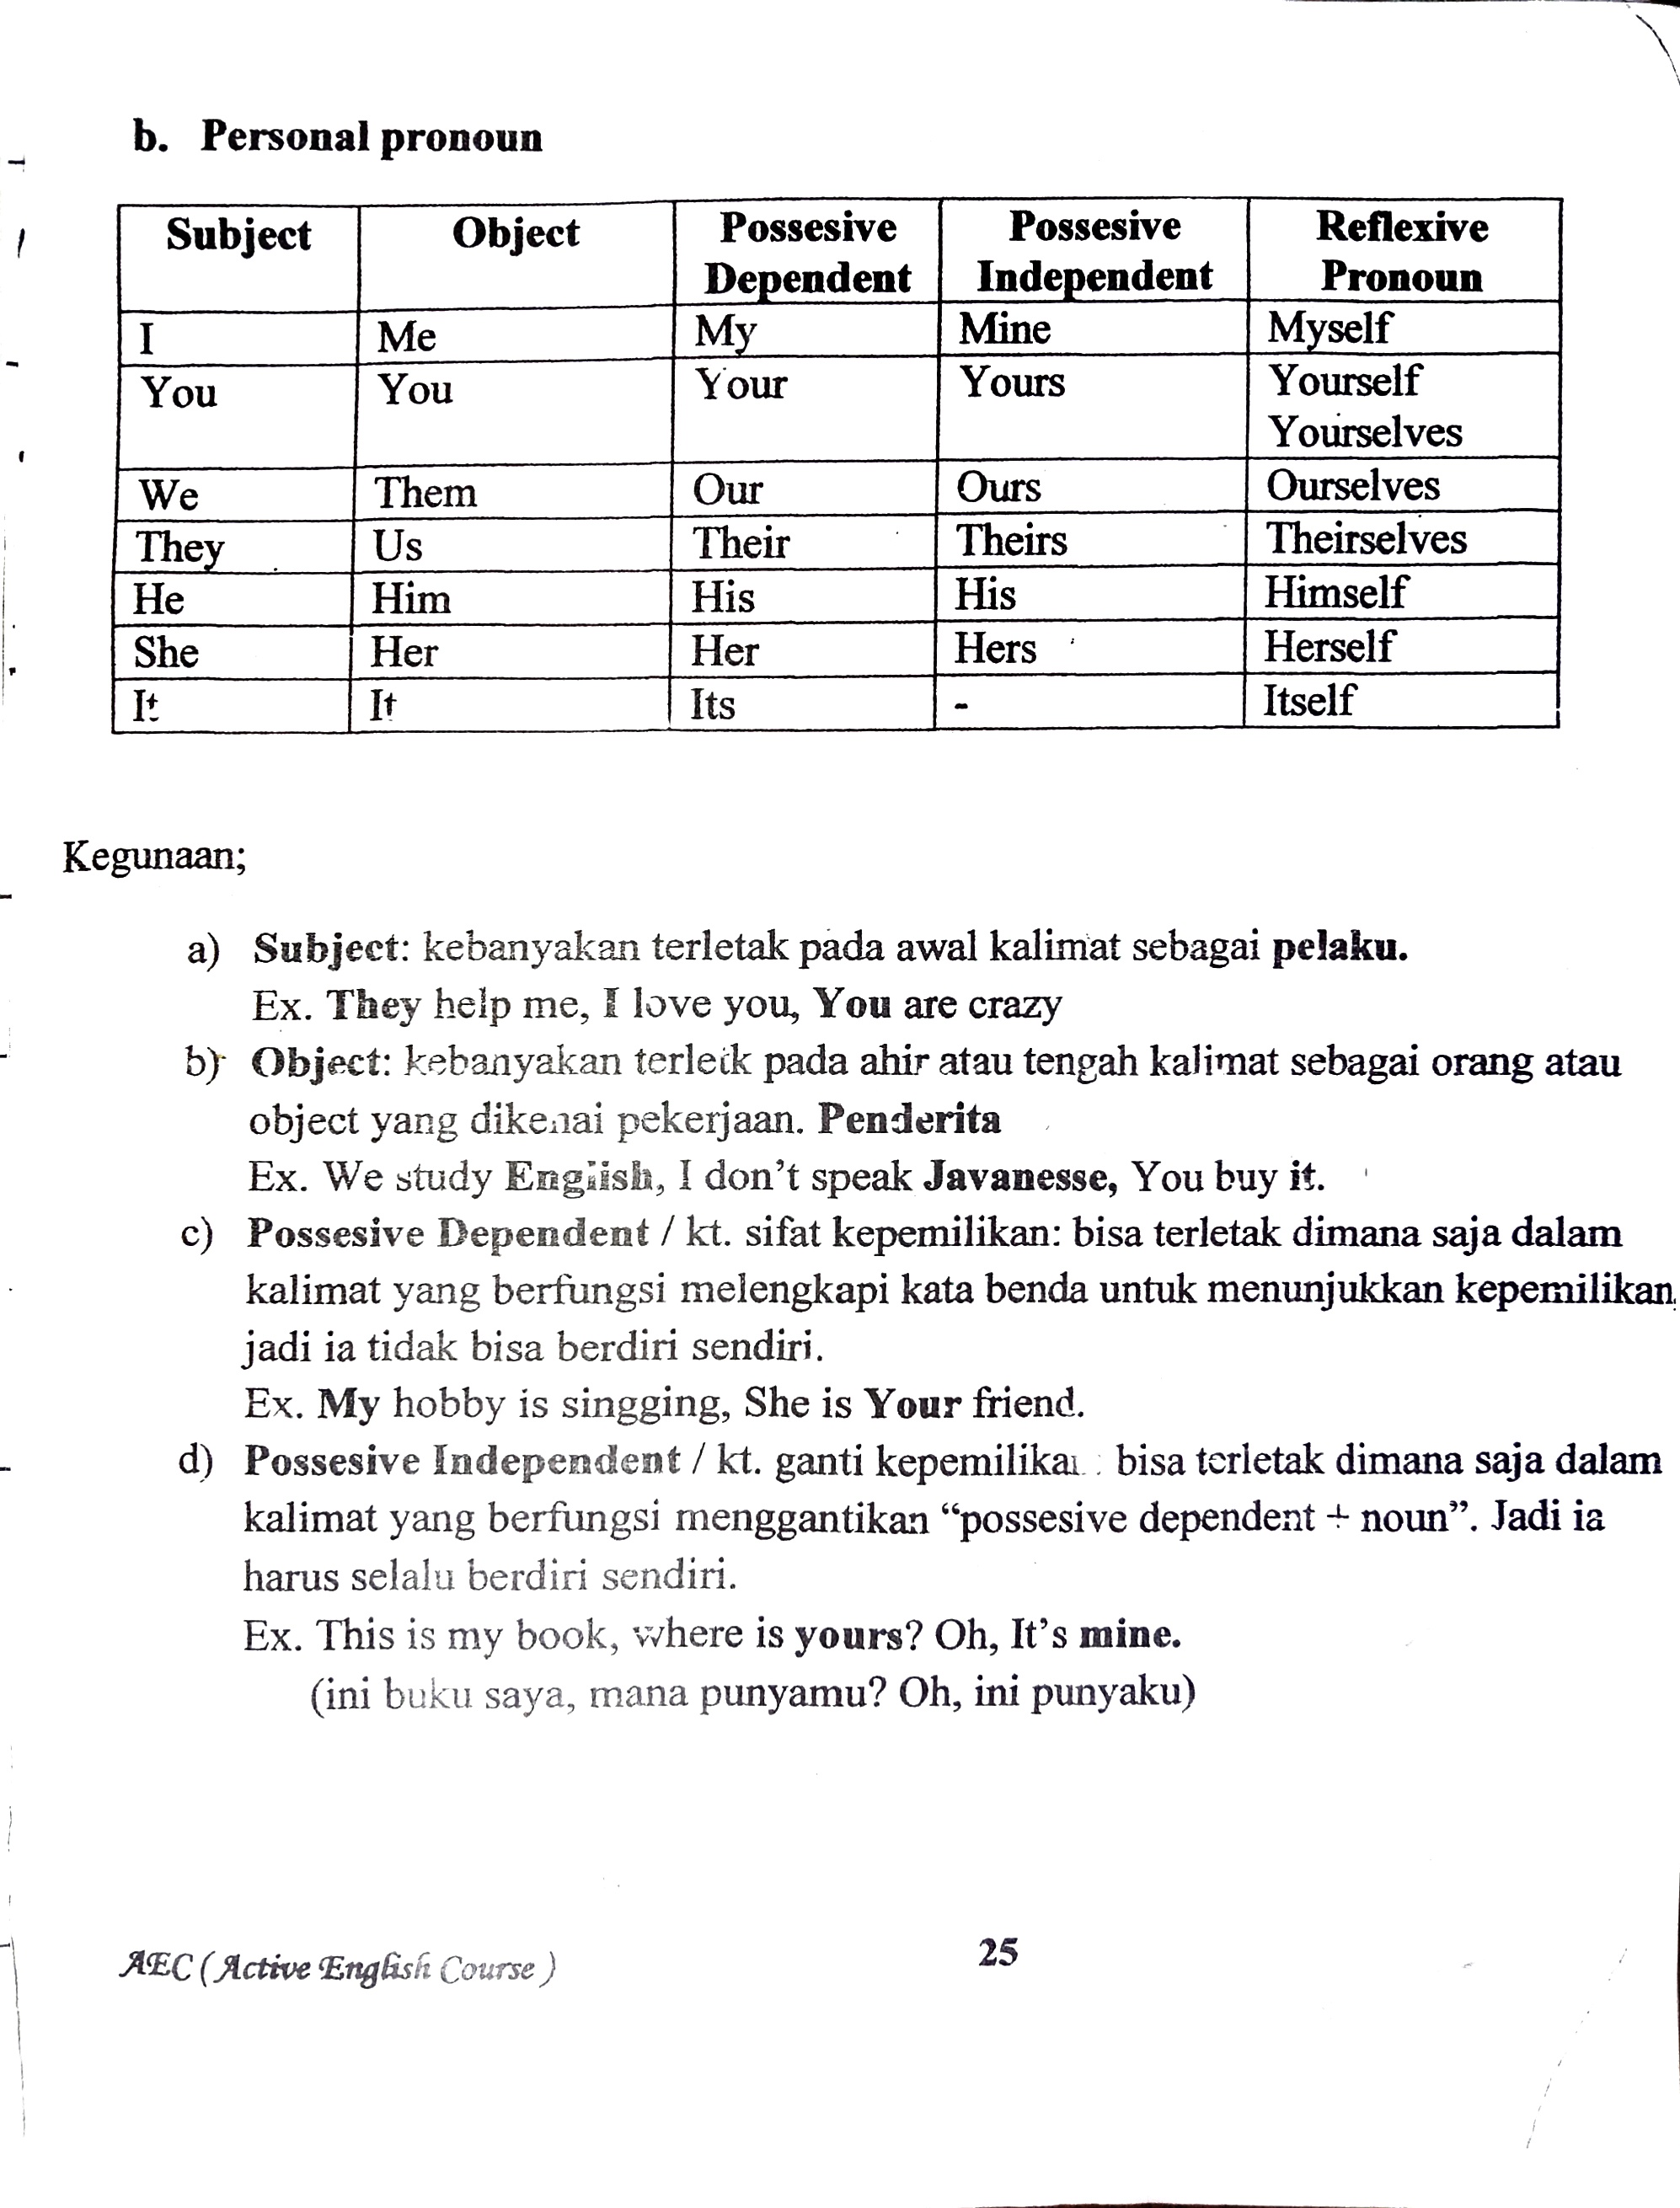 b. Personal pronoun
Subject Object Possesive Dependent Possesive Independent Reflexive Pronoun
I Me My Mine Myself
You You Your Yours Yourself Yourselves
We Them Our Ours Ourselves
They Us Their Theirs Theirselves
He Him His His Himself
She Her Her Hers Herself
It It Its - Itself
Kegunaan;
a) Subject: kebanyakan terletak pada awal kalimat sebagai pelaku.
Ex. They help me, I love you, You are crazy
b) Object: kebanyakan terletk pada ahir atau tengah kalimat sebagai orang atau
object yang dikenai pekerjaan. Penderita
Ex. We study English, I don't speak Javanesse, You buy it.
c) Possesive Dependent / kt. sifat kepemilikan: bisa terletak dimana saja dalam
kalimat yang berfungsi melengkapi kata benda untuk menunjukkan kepemilikan,
jadi ia tidak bisa berdiri sendiri.
Ex. My hobby is singging, She is Your friend.
d) Possesive Independent / kt. ganti kepemilikan : bisa terletak dimana saja dalam
kalimat yang berfungsi menggantikan “possesive dependent + noun”. Jadi ia
harus selalu berdiri sendiri.
Ex. This is my book, where is yours? Oh, It's mine.
(ini buku saya, mana punyamu? Oh, ini punyaku)
AEC ( Active English Course ) 25